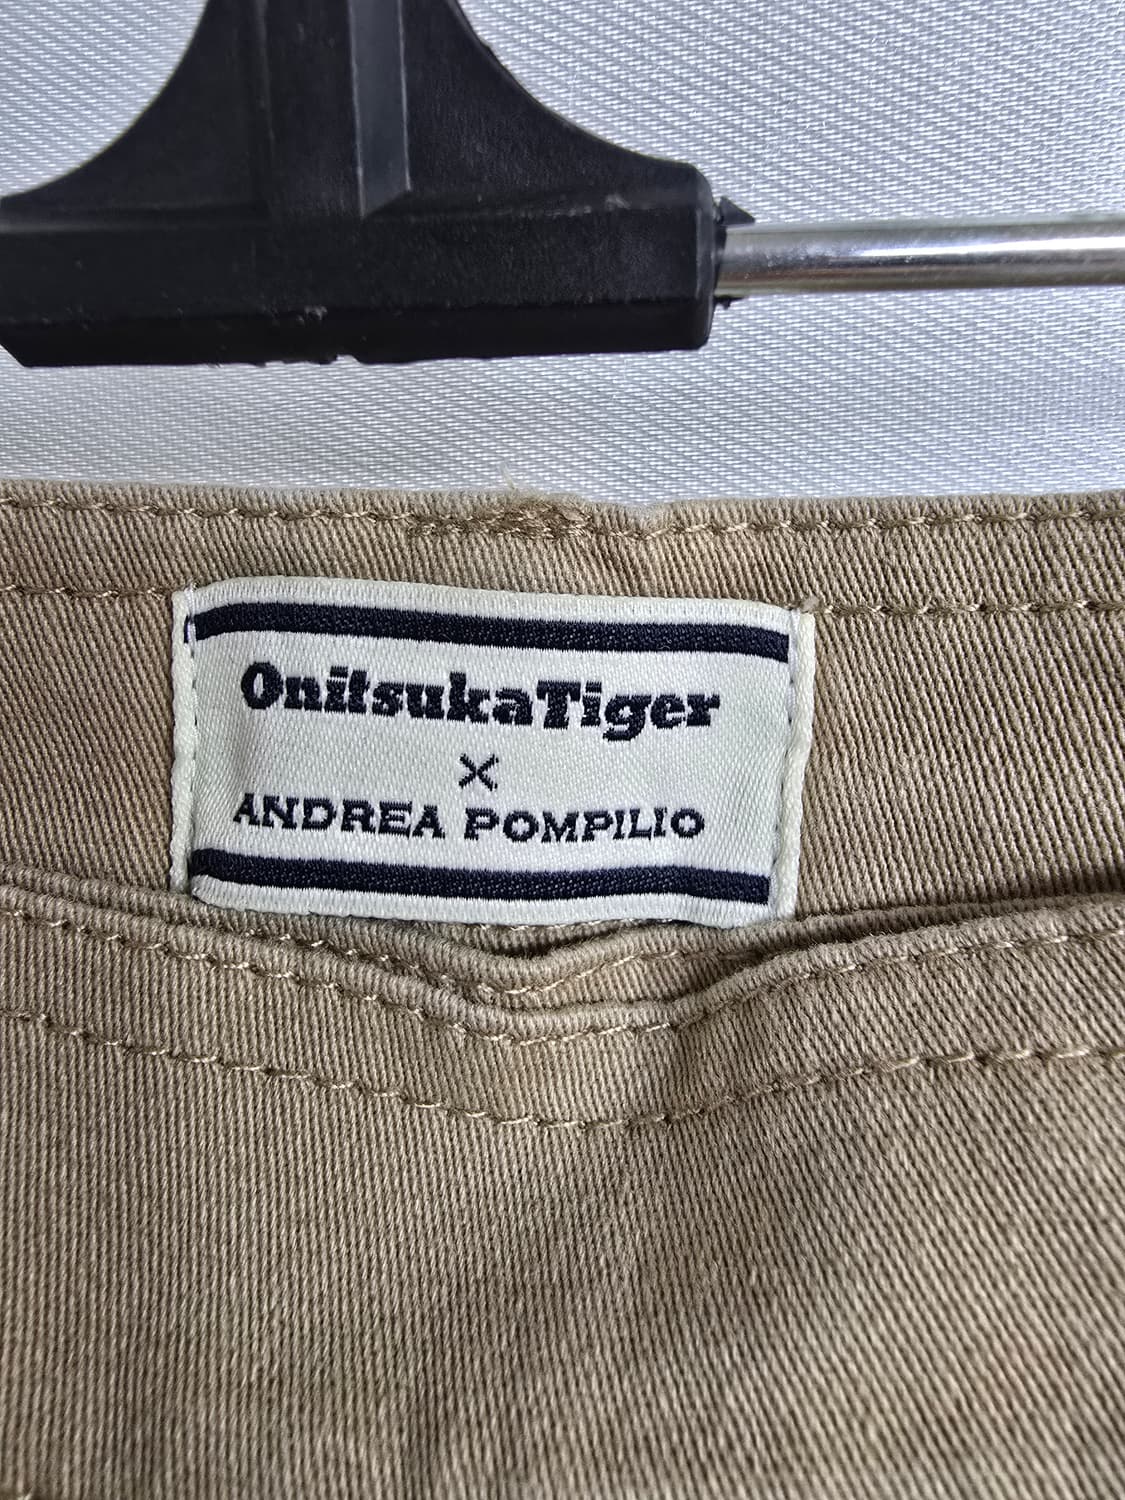 OnitsukaTiger
×
ANDREA POMPILIO